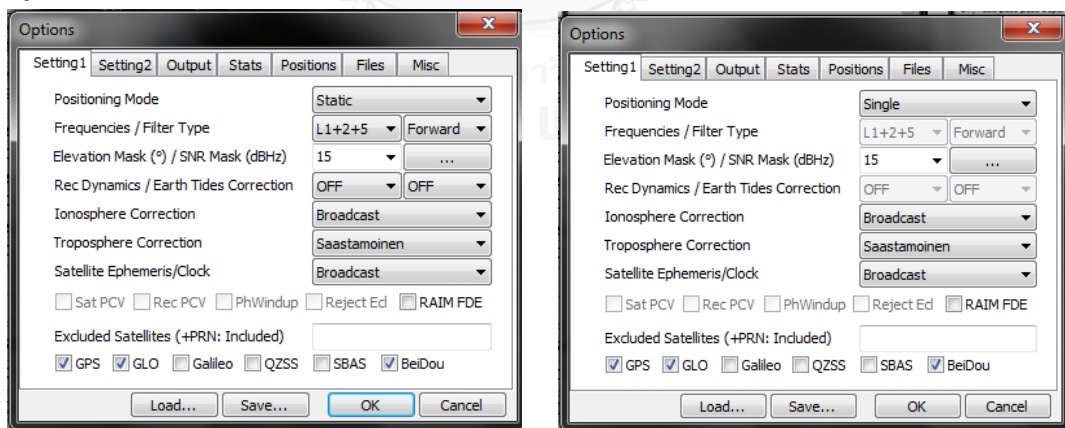 Options
Setting1 Setting2 Output Stats Positions Files Misc
Positioning Mode Static
Frequencies / Filter Type L1+2+5 Forward
Elevation Mask (°) / SNR Mask (dBHz) 15 ...
Rec Dynamics / Earth Tides Correction OFF OFF
Ionosphere Correction Broadcast
Troposphere Correction Saastamoinen
Satellite Ephemeris/Clock Broadcast
Sat PCV Rec PCV PhWindup Reject Ecl RAIM FDE
Excluded Satellites (+PRN: Included)
GPS GLO Galileo QZSS SBAS BeiDou
Load... Save... OK Cancel
Options
Setting1 Setting2 Output Stats Positions Files Misc
Positioning Mode Single
Frequencies / Filter Type L1+2+5 Forward
Elevation Mask (°) / SNR Mask (dBHz) 15 ...
Rec Dynamics / Earth Tides Correction OFF OFF
Ionosphere Correction Broadcast
Troposphere Correction Saastamoinen
Satellite Ephemeris/Clock Broadcast
Sat PCV Rec PCV PhWindup Reject Ecl RAIM FDE
Excluded Satellites (+PRN: Included)
GPS GLO Galileo QZSS SBAS BeiDou
Load... Save... OK Cancel